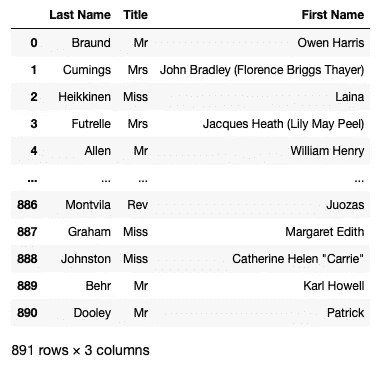 Last Name Title First Name
0 Braund Mr Owen Harris
1 Cumings Mrs John Bradley (Florence Briggs Thayer)
2 Heikkinen Miss Laina
3 Futrelle Mrs Jacques Heath (Lily May Peel)
4 Allen Mr William Henry
... ... ... ...
886 Montvila Rev Juozas
887 Graham Miss Margaret Edith
888 Johnston Miss Catherine Helen "Carrie"
889 Behr Mr Karl Howell
890 Dooley Mr Patrick
891 rows × 3 columns